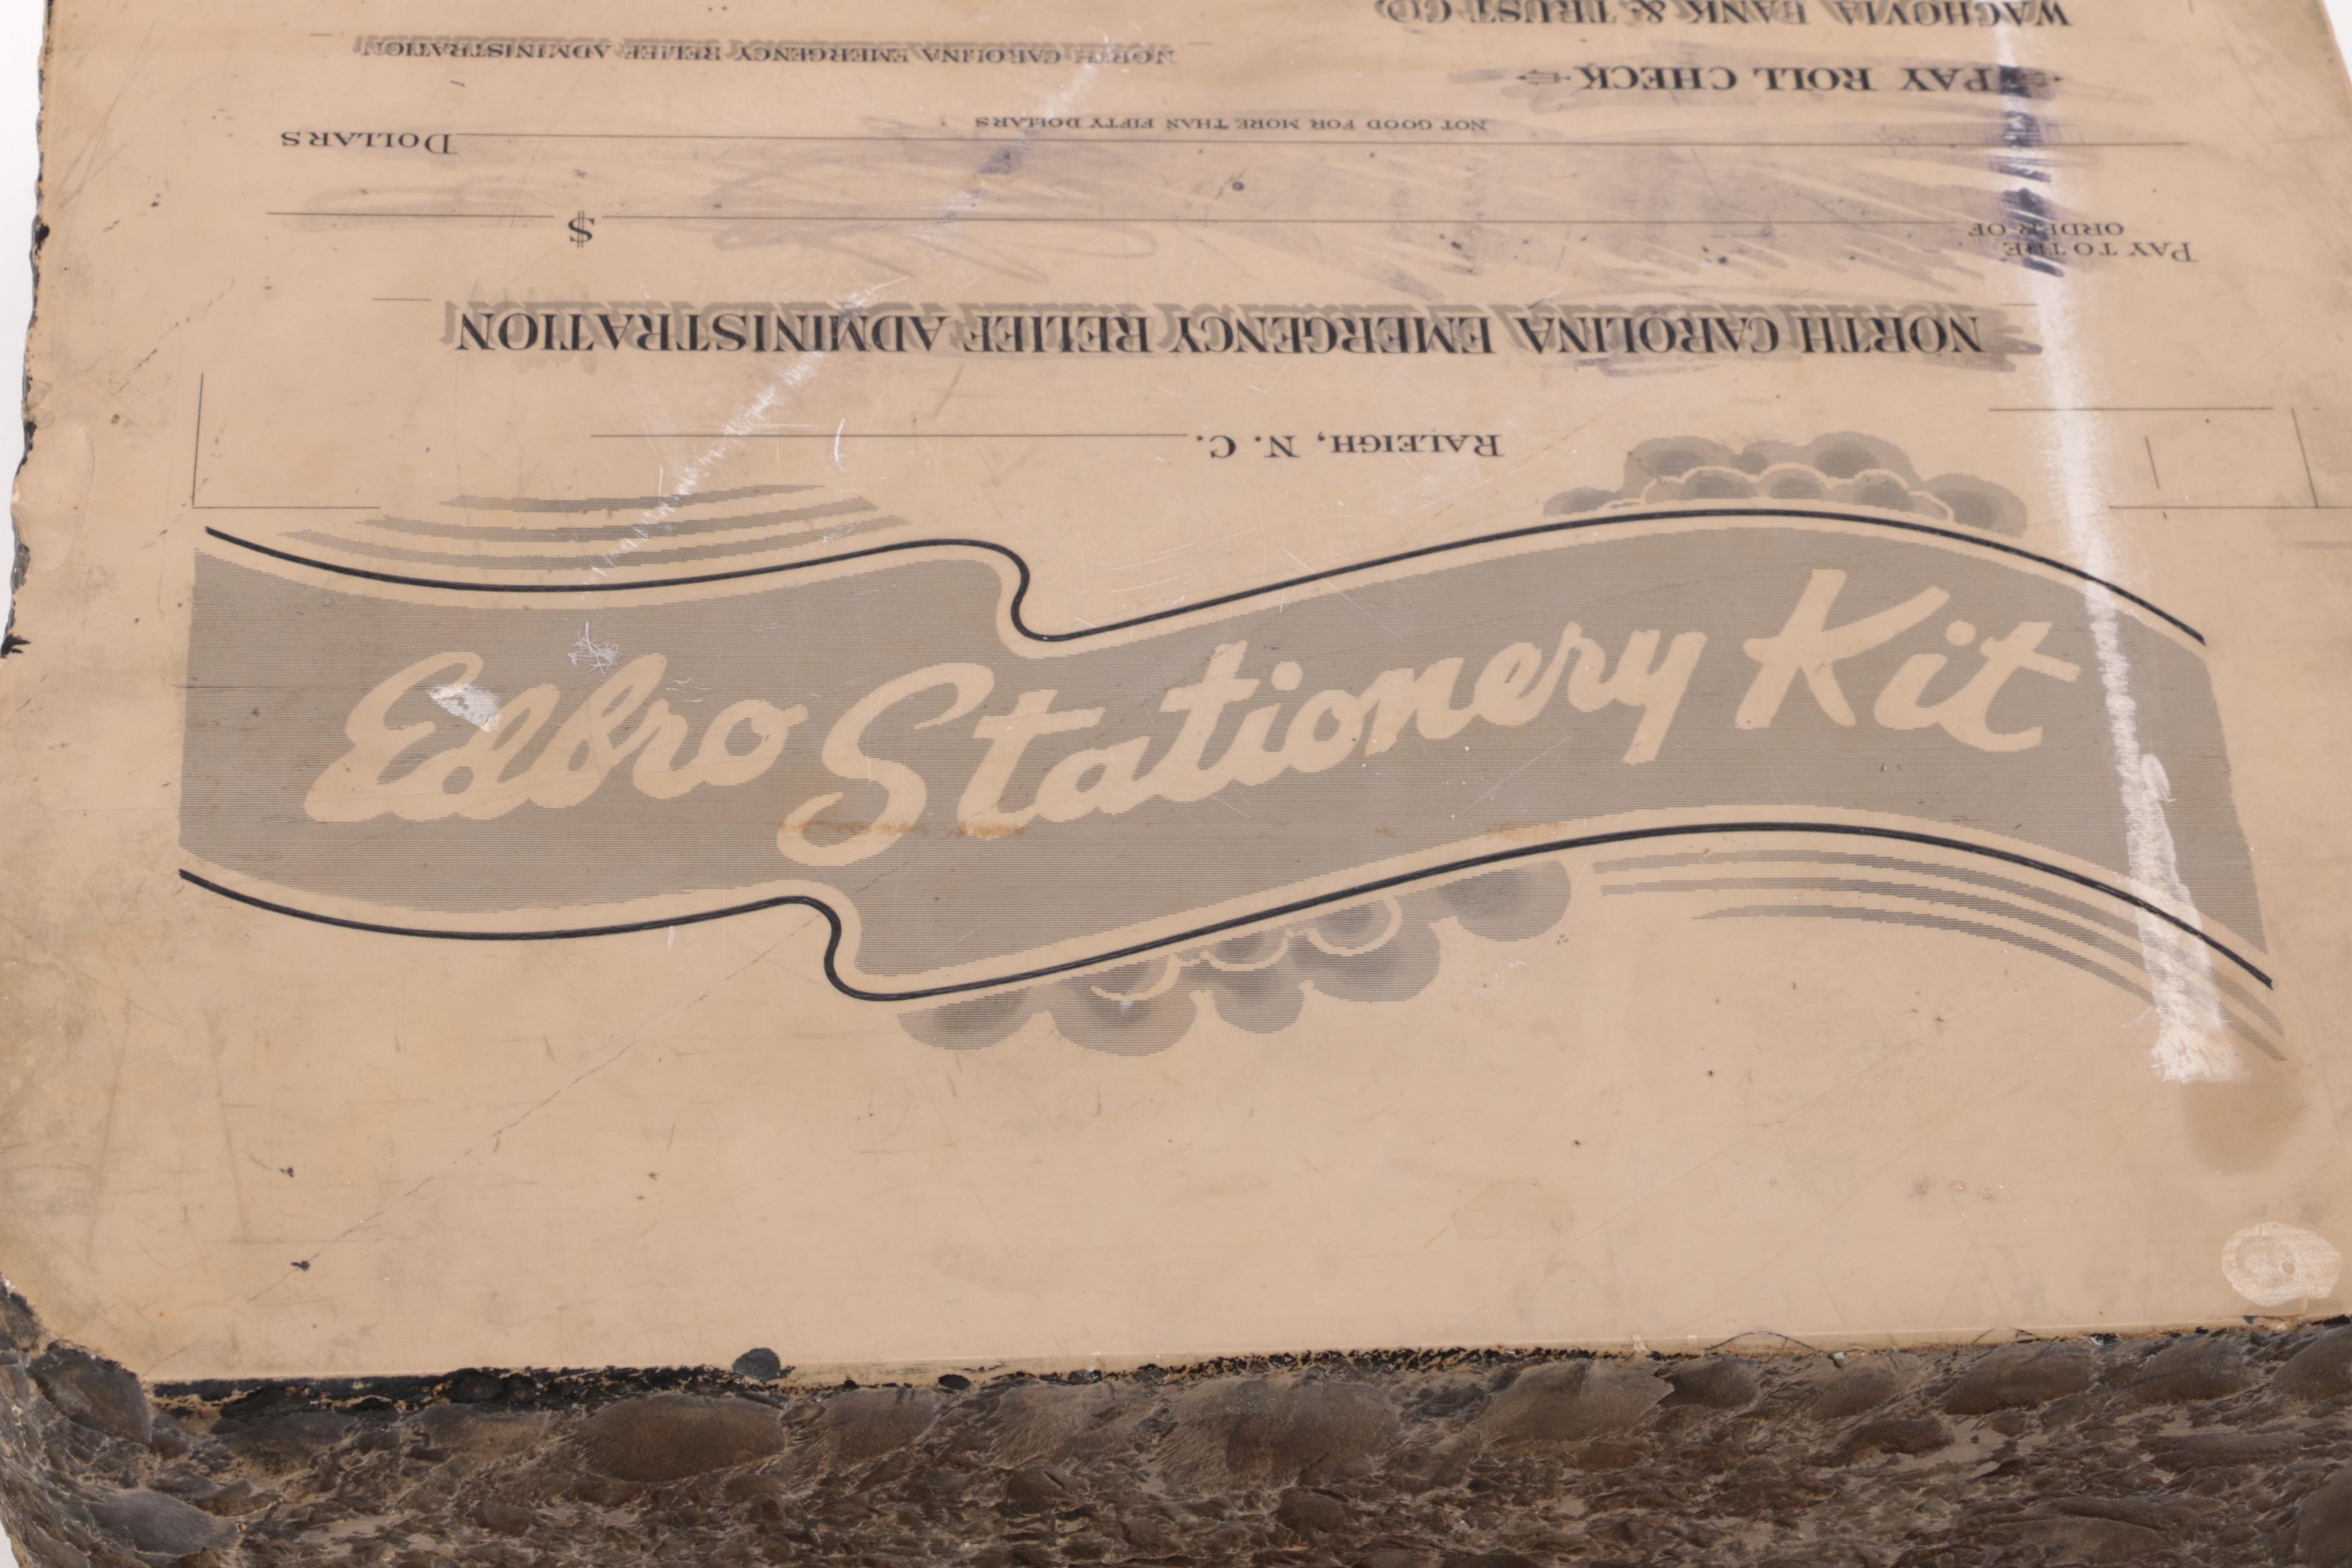 Edbro Stationery Kit
RALEIGH, N. C.
NORTH CAROLINA EMERGENCY RELIEF ADMINISTRATION
PAY TO THE
ORDER OF $
DOLLARS
NOT GOOD FOR MORE THAN FIFTY DOLLARS
PAY ROLL CHECK
NORTH CAROLINA EMERGENCY RELIEF ADMINISTRATION
WACHOVIA BANK & TRUST CO.